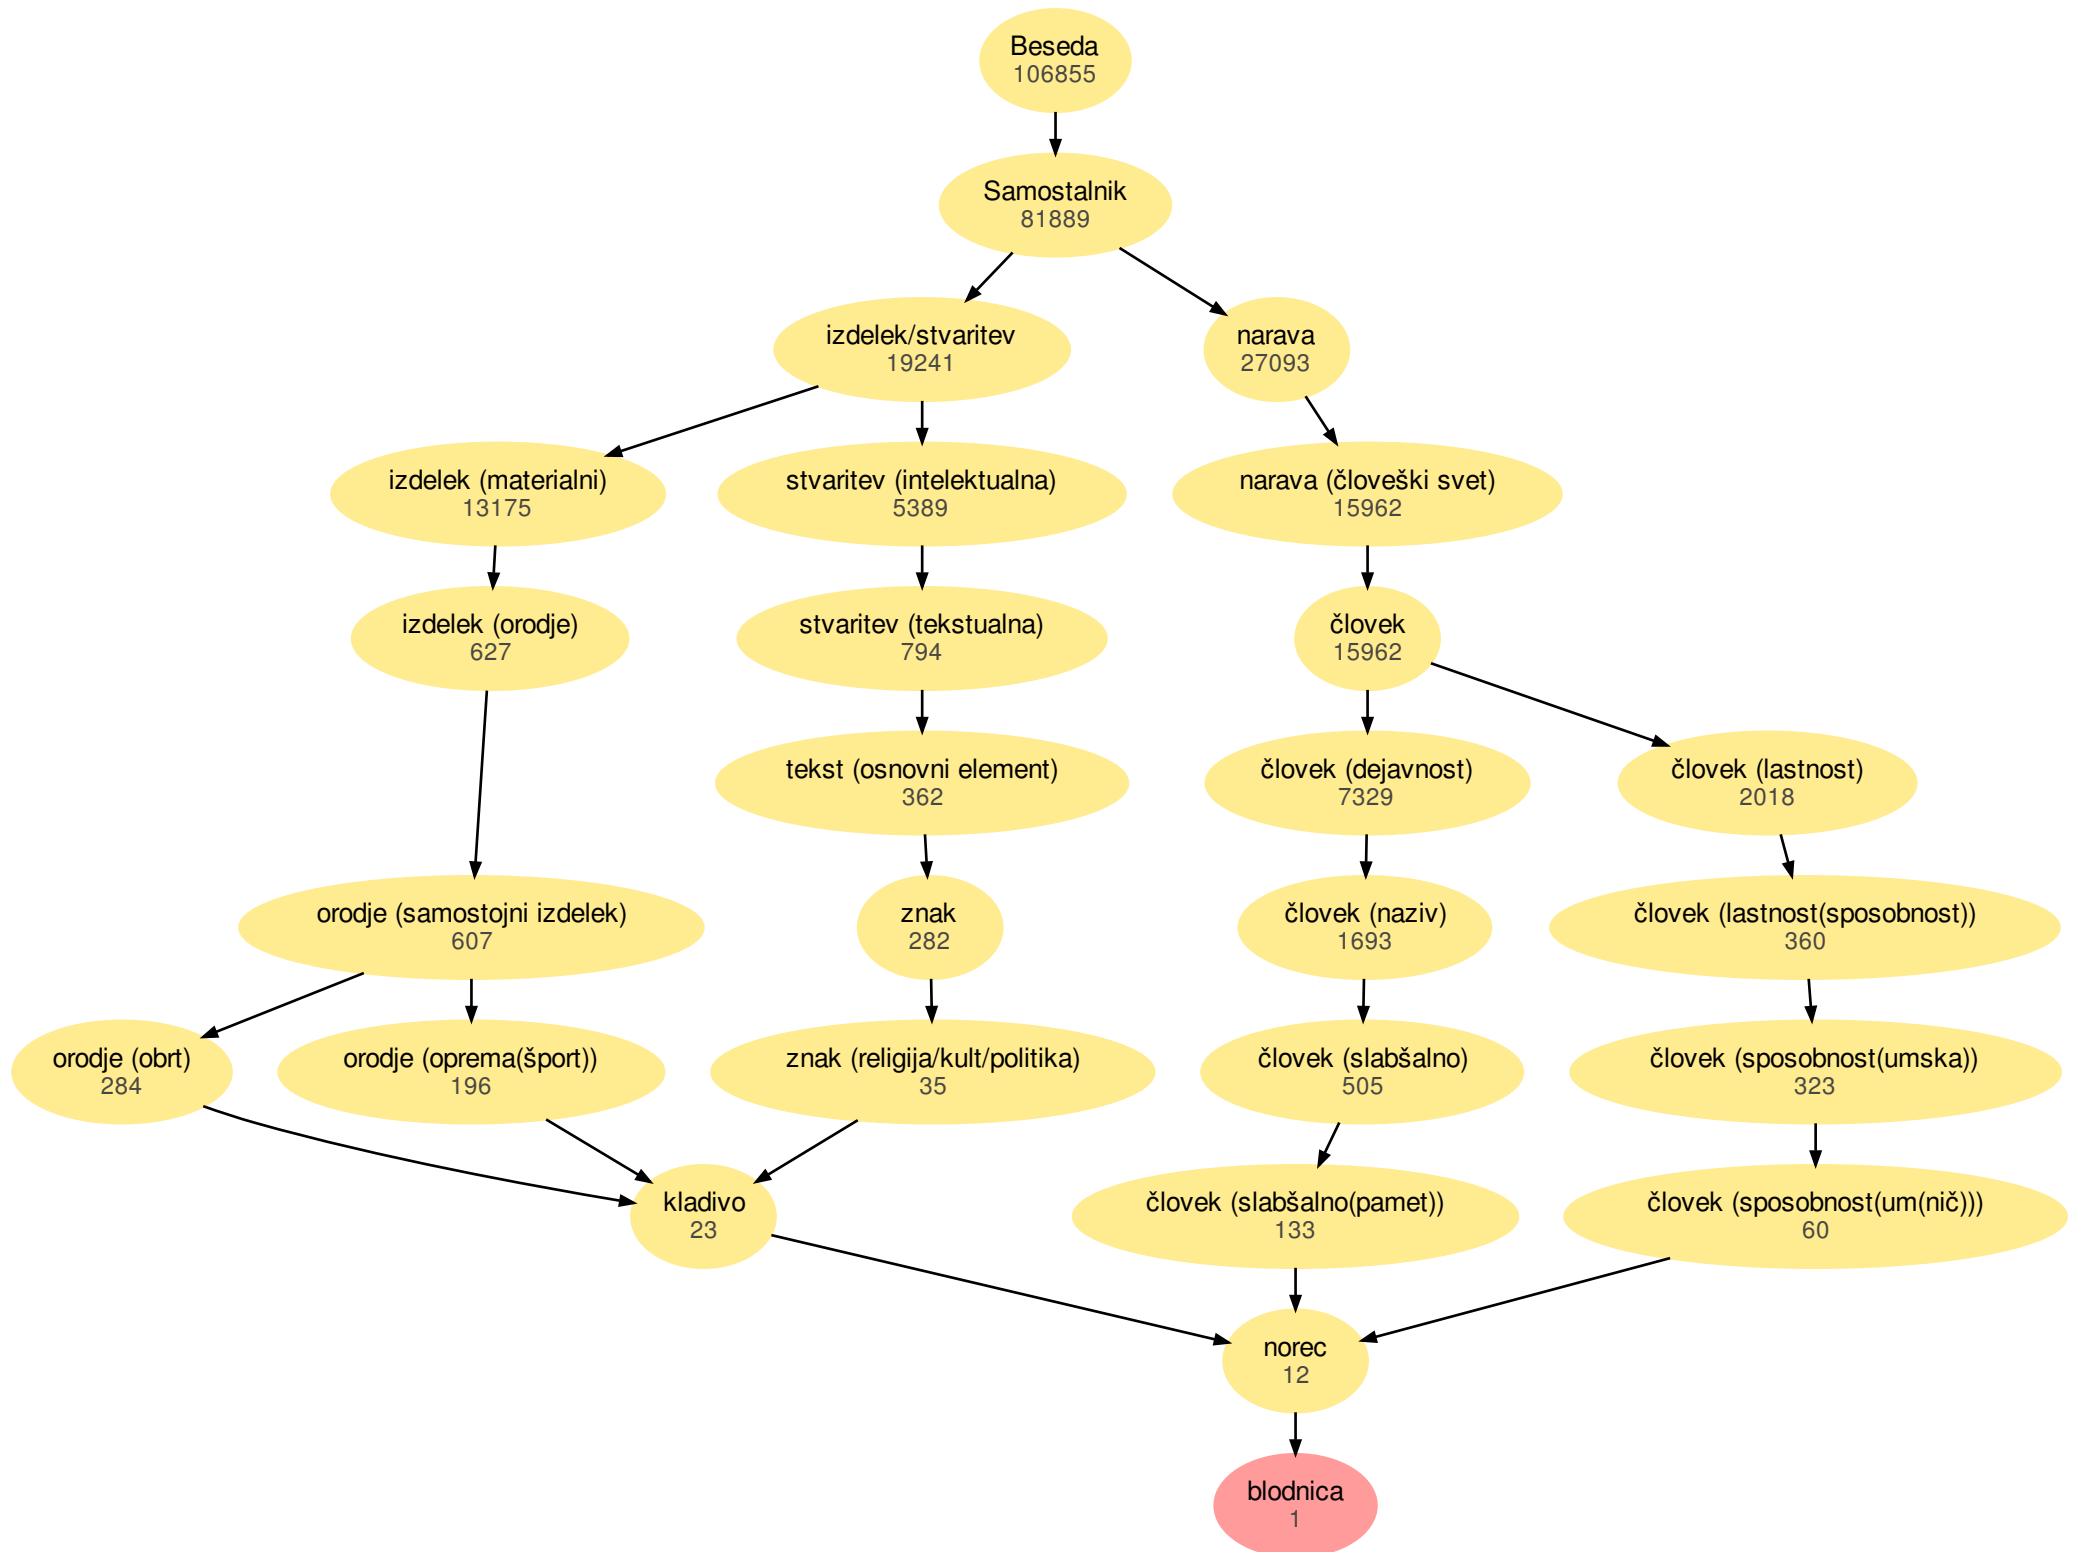 Beseda
106855
Samostalnik
81889
izdelek/stvaritev
19241
narava
27093
izdelek (materialni)
13175
stvaritev (intelektualna)
5389
narava (človeški svet)
15962
izdelek (orodje)
627
stvaritev (tekstualna)
794
človek
15962
tekst (osnovni element)
362
človek (dejavnost)
7329
človek (lastnost)
2018
orodje (samostojni izdelek)
607
znak
282
človek (naziv)
1693
človek (lastnost(sposobnost))
360
orodje (obrt)
284
orodje (oprema(šport))
196
znak (religija/kult/politika)
35
človek (slabšalno)
505
človek (sposobnost(umska))
323
kladivo
23
človek (slabšalno(pamet))
133
človek (sposobnost(um(nič)))
60
norec
12
blodnica
1